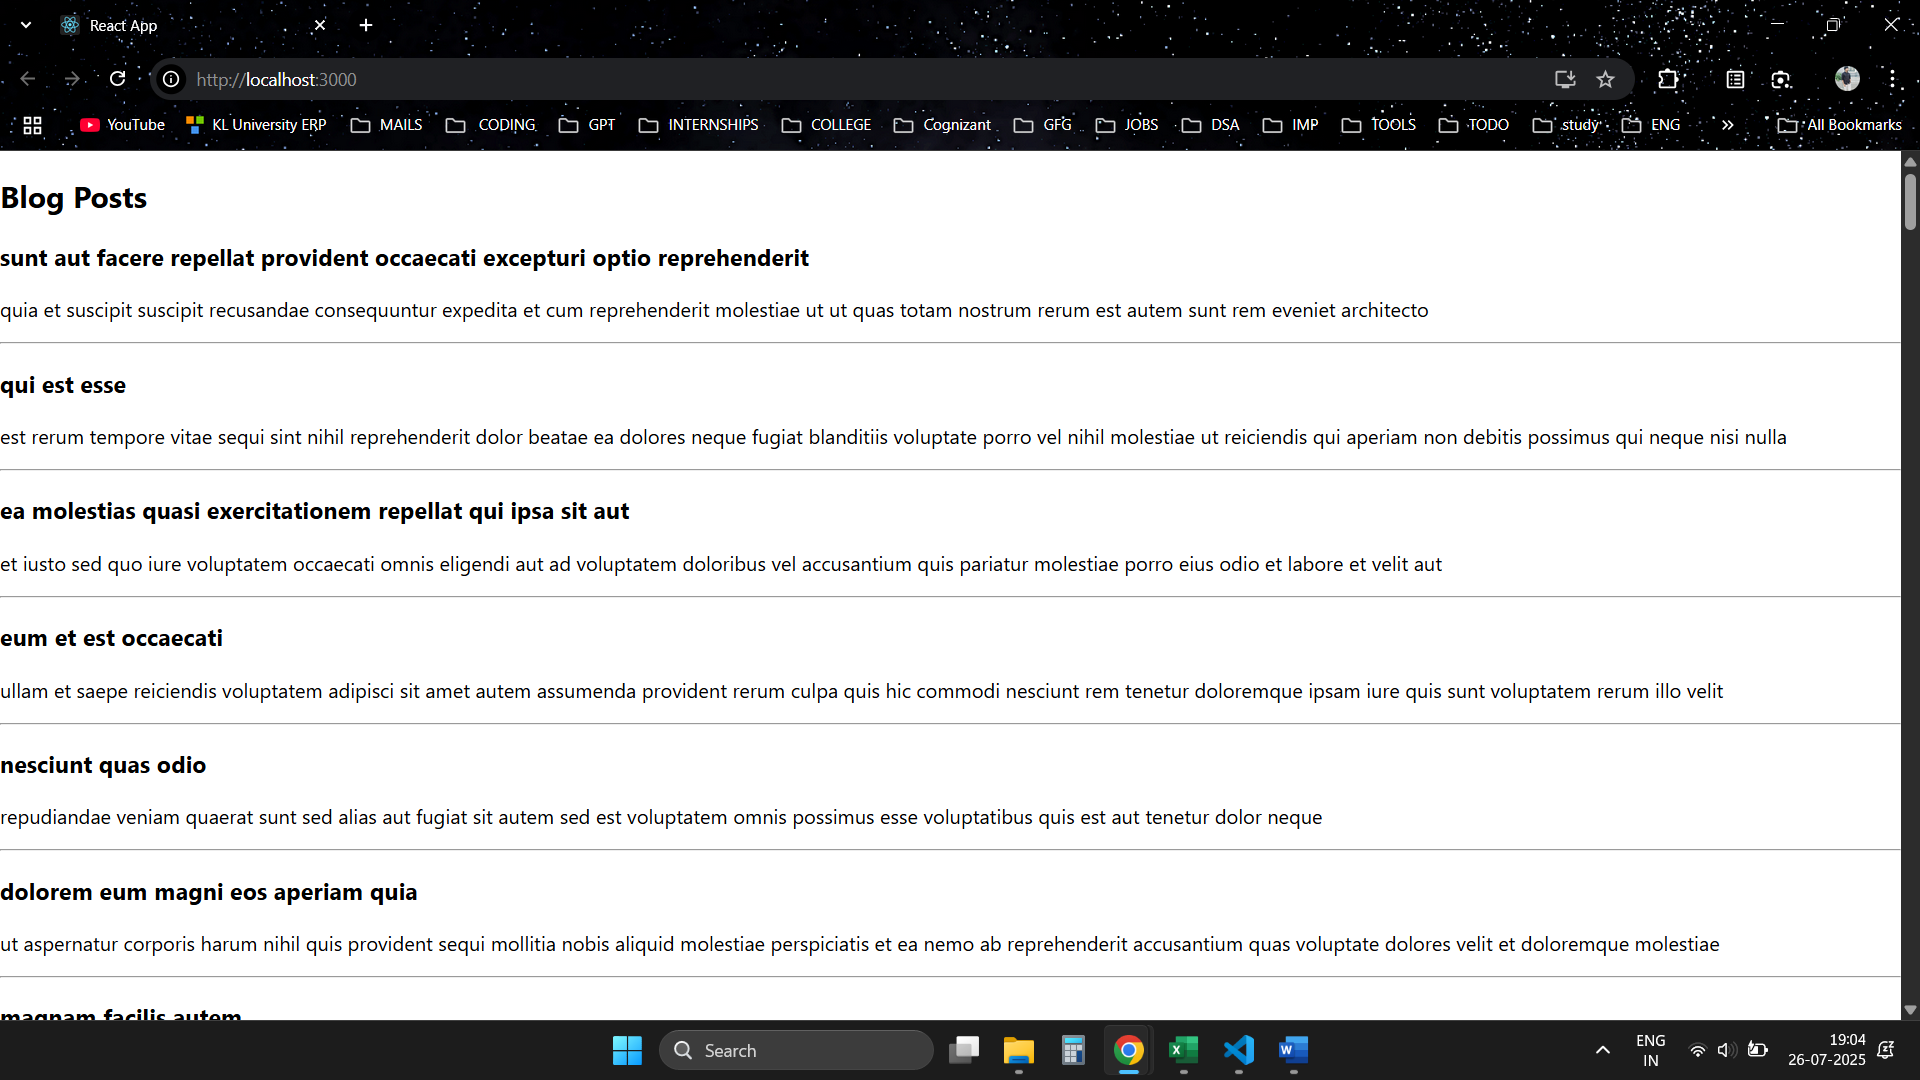 React App
http://localhost:3000
YouTube KL University ERP MAILS CODING GPT INTERNSHIPS COLLEGE Cognizant GFG JOBS DSA IMP TOOLS TODO study ENG » All Bookmarks
Blog Posts
sunt aut facere repellat provident occaecati excepturi optio reprehenderit
quia et suscipit suscipit recusandae consequuntur expedita et cum reprehenderit molestiae ut ut quas totam nostrum rerum est autem sunt rem eveniet architecto
qui est esse
est rerum tempore vitae sequi sint nihil reprehenderit dolor beatae ea dolores neque fugiat blanditiis voluptate porro vel nihil molestiae ut reiciendis qui aperiam non debitis possimus qui neque nisi nulla
ea molestias quasi exercitationem repellat qui ipsa sit aut
et iusto sed quo iure voluptatem occaecati omnis eligendi aut ad voluptatem doloribus vel accusantium quis pariatur molestiae porro eius odio et labore et velit aut
eum et est occaecati
ullam et saepe reiciendis voluptatem adipisci sit amet autem assumenda provident rerum culpa quis hic commodi nesciunt rem tenetur doloremque ipsam iure quis sunt voluptatem rerum illo velit
nesciunt quas odio
repudiandae veniam quaerat sunt sed alias aut fugiat sit autem sed est voluptatem omnis possimus esse voluptatibus quis est aut tenetur dolor neque
dolorem eum magni eos aperiam quia
ut aspernatur corporis harum nihil quis provident sequi mollitia nobis aliquid molestiae perspiciatis et ea nemo ab reprehenderit accusantium quas voluptate dolores velit et doloremque molestiae
magnam facilis autem
Search
ENG
IN
19:04
26-07-2025